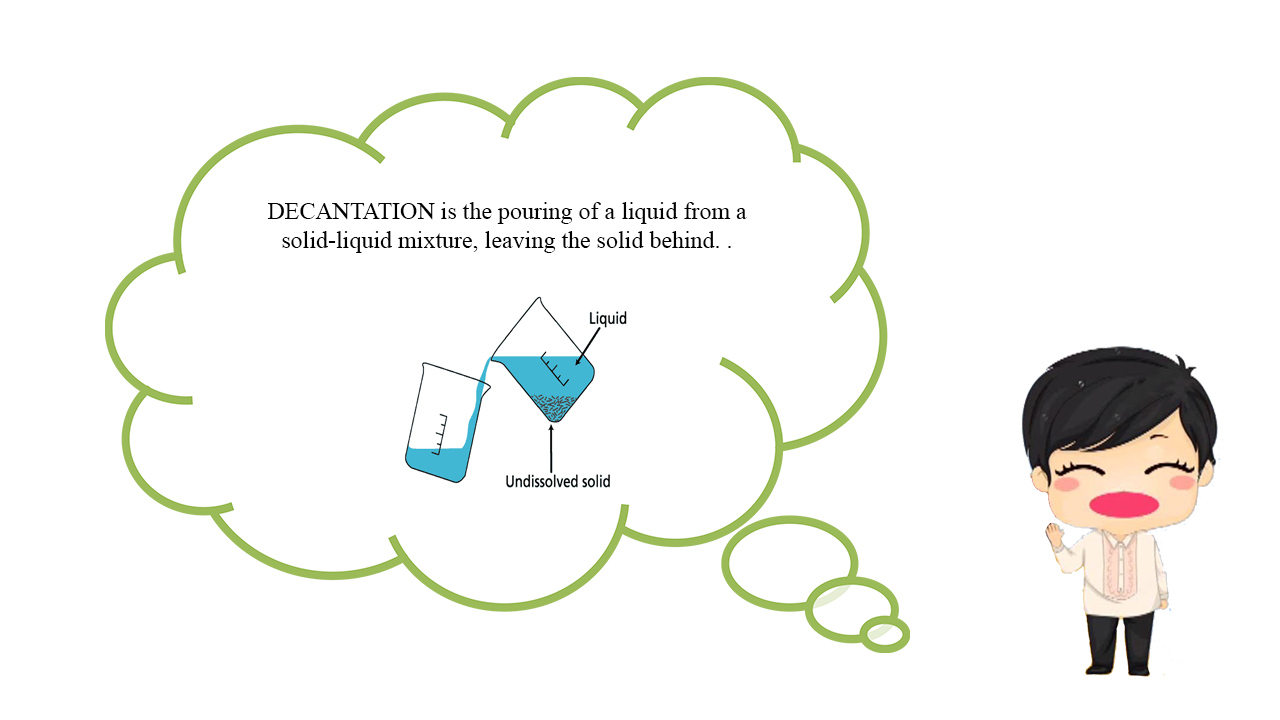 DECANTATION is the pouring of a liquid from a
solid-liquid mixture, leaving the solid behind. .
Liquid
Undissolved solid